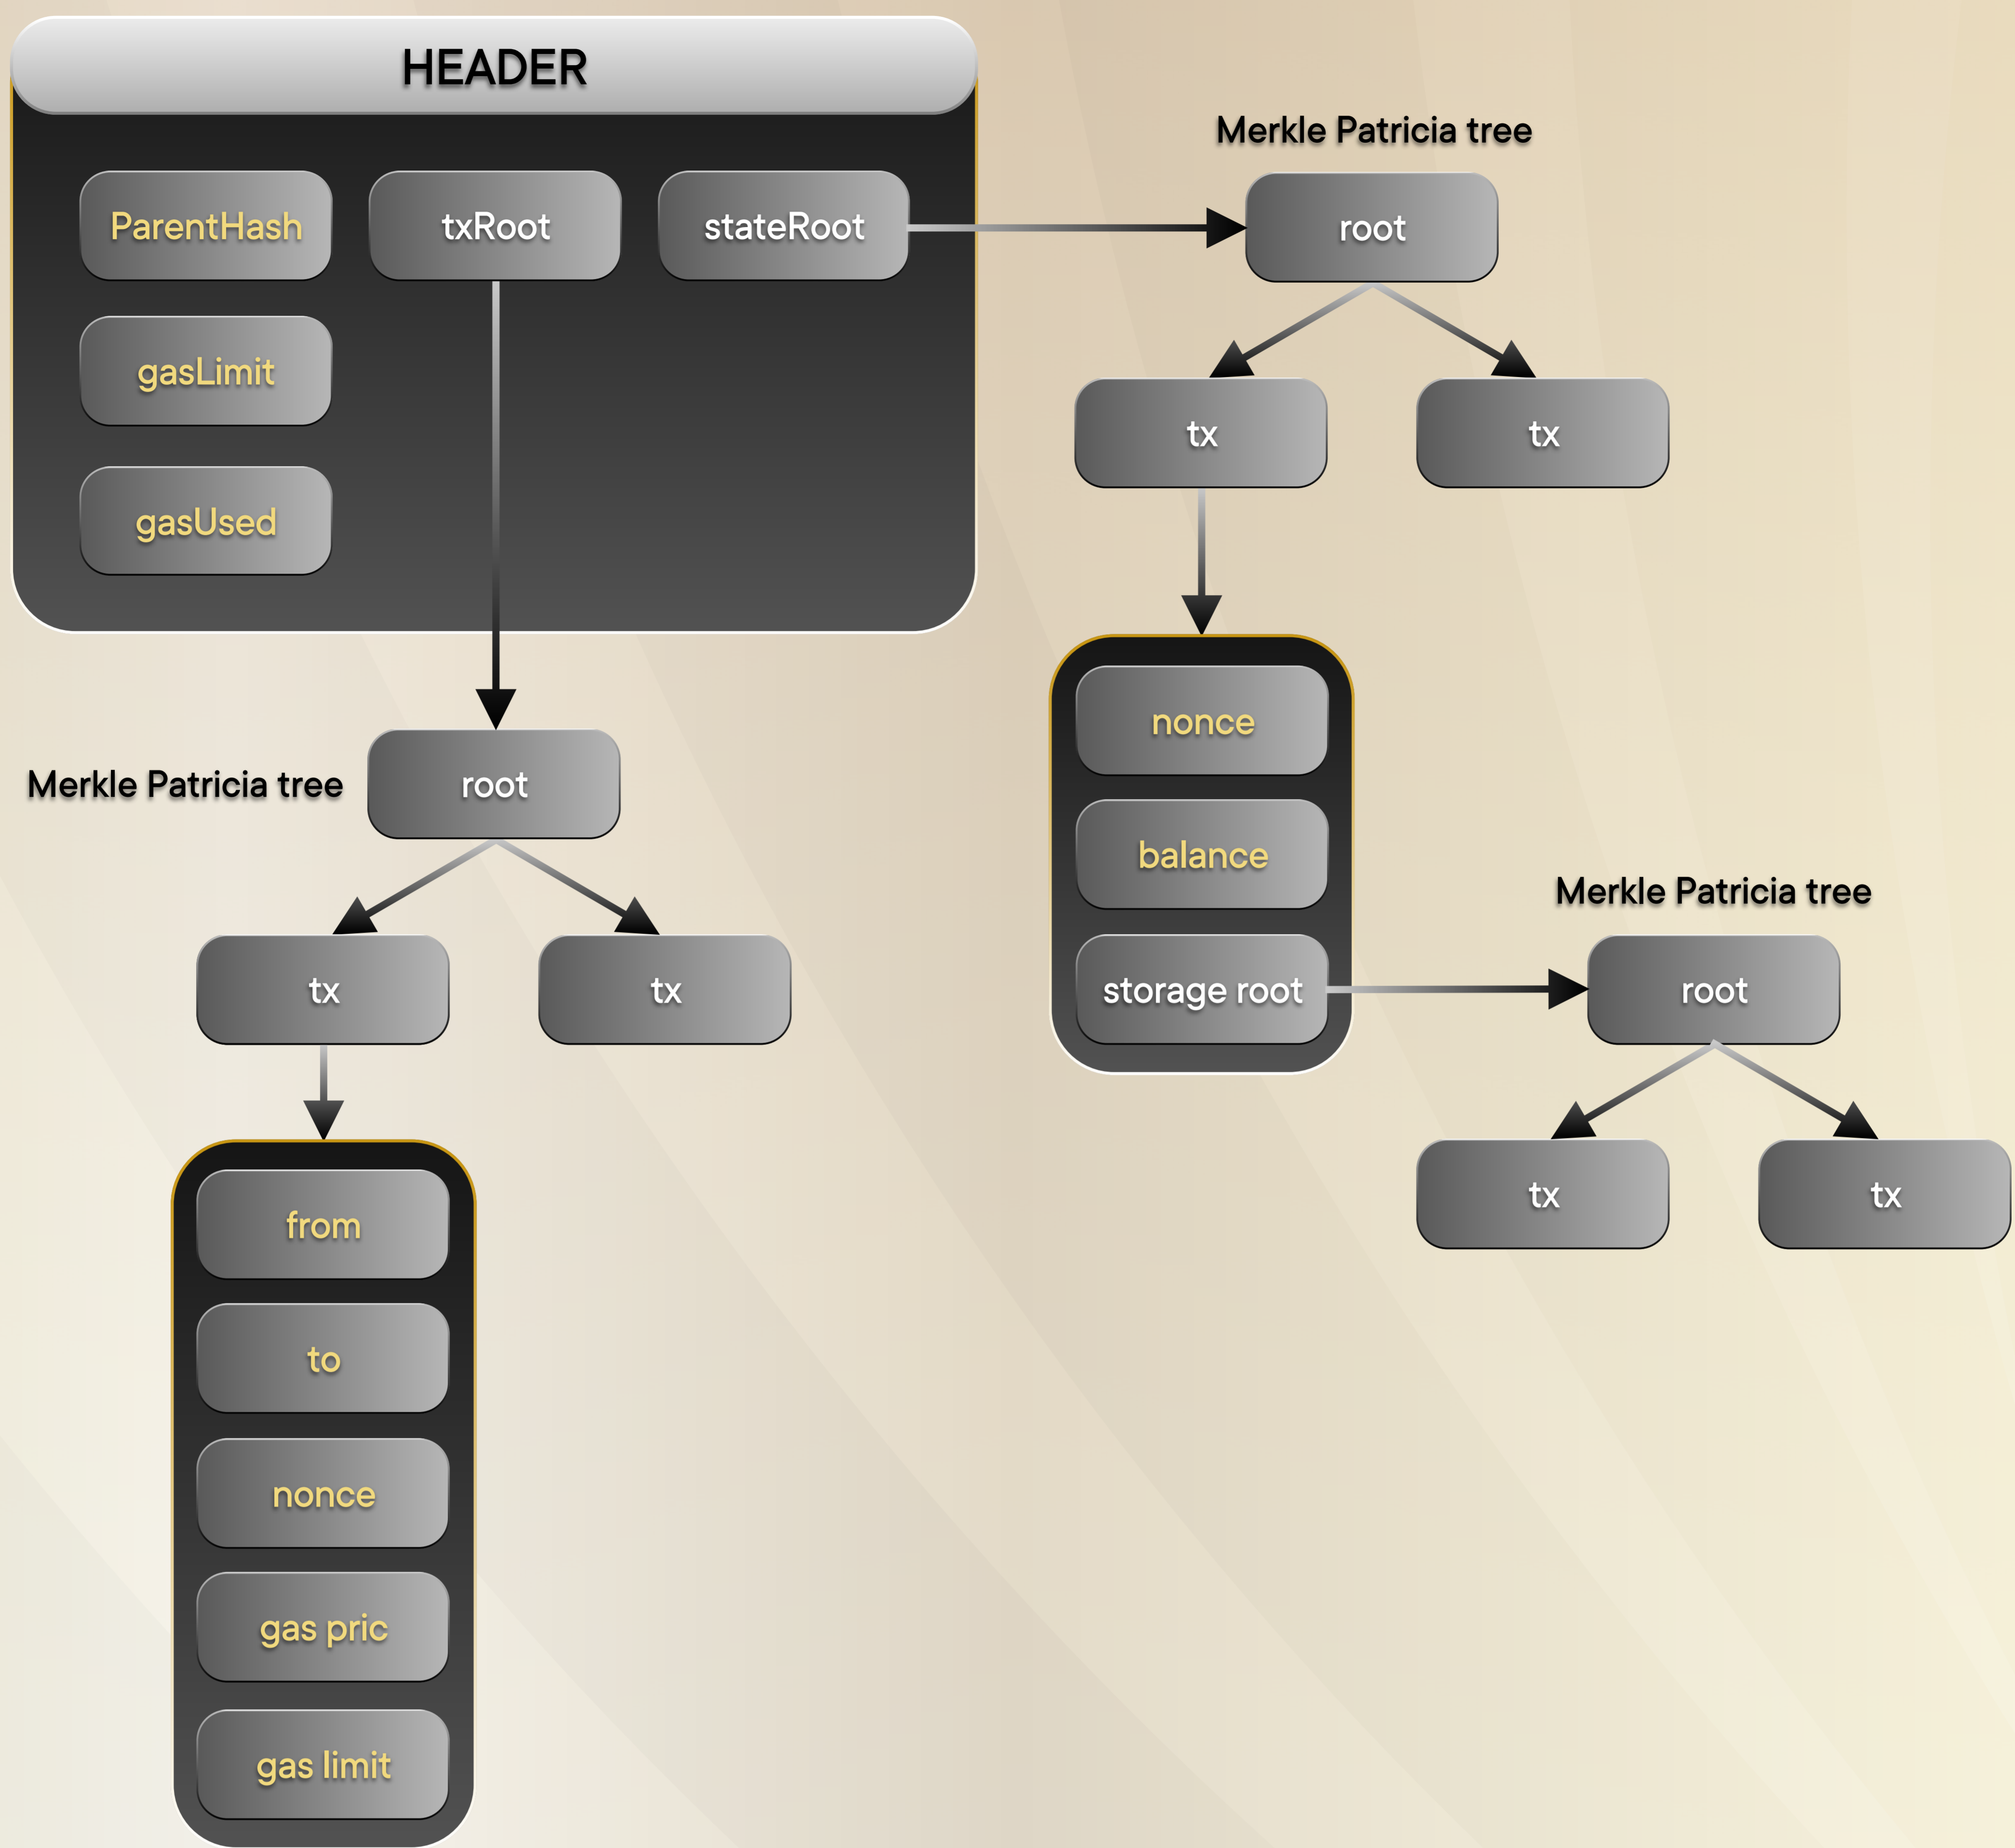 HEADER
ParentHash
txRoot
stateRoot
gasLimit
gasUsed
Merkle Patricia tree
root
tx
tx
nonce
balance
storage root
Merkle Patricia tree
root
tx
tx
Merkle Patricia tree
root
tx
tx
from
to
nonce
gas pric
gas limit